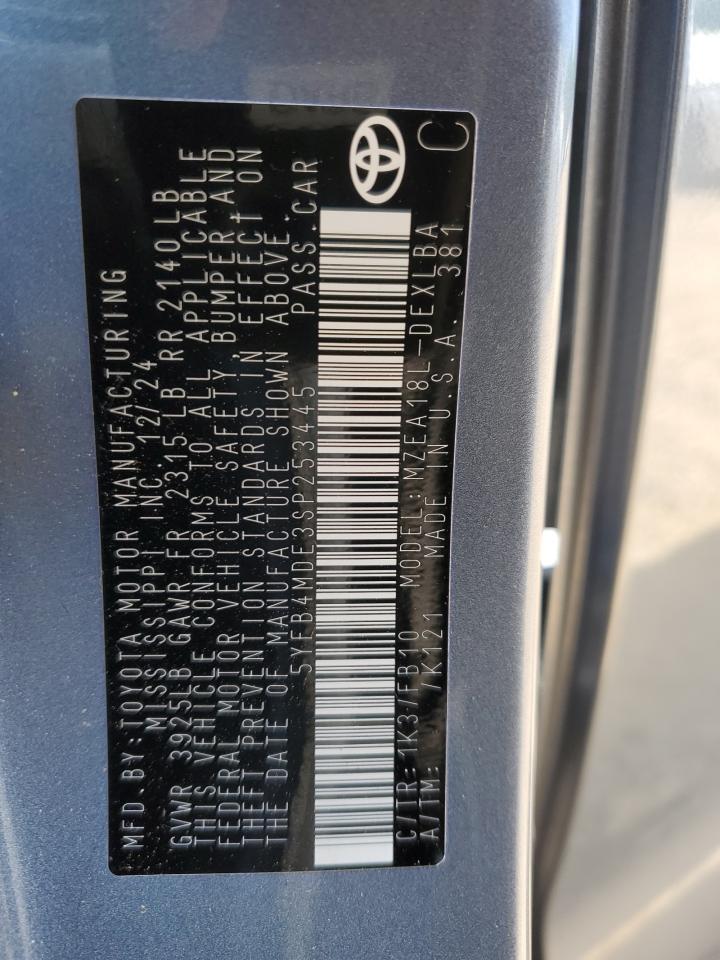 MFD.BY:TOYOTA MOTOR MANUFACTURING
MISSISSIPPI INC. 12/24
GVWR 3925LB GAWR FR 2315 LB RR 2140LB
THIS VEHICLE CONFORMS TO ALL APPLICABLE
FEDERAL MOTOR VEHICLE SAFETY, BUMPER AND
THEFT PREVENTION STANDARDS IN EFFECT ON
THE DATE OF MANUFACTURE SHOWN ABOVE.
5YFB4MDE3SP253445 PASS.CAR
C/TR: 1K3/FB10 MODEL:MZEA18L-DEXLBA
A/TM: /K121 MADE IN U.S.A. 381
C